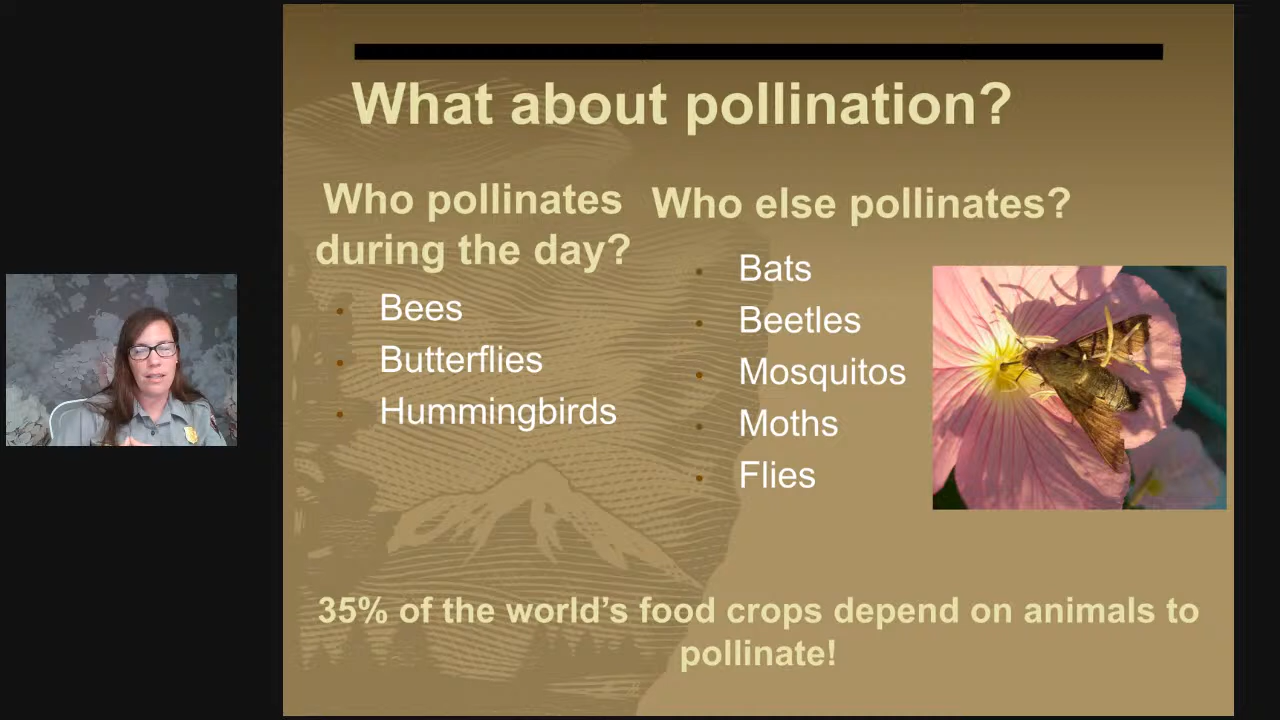 What about pollination?
Who pollinates
during the day?
Bees
Butterflies
Hummingbirds
Who else pollinates?
Bats
Beetles
Mosquitos
Moths
Flies
35% of the world’s food crops depend on animals to
pollinate!